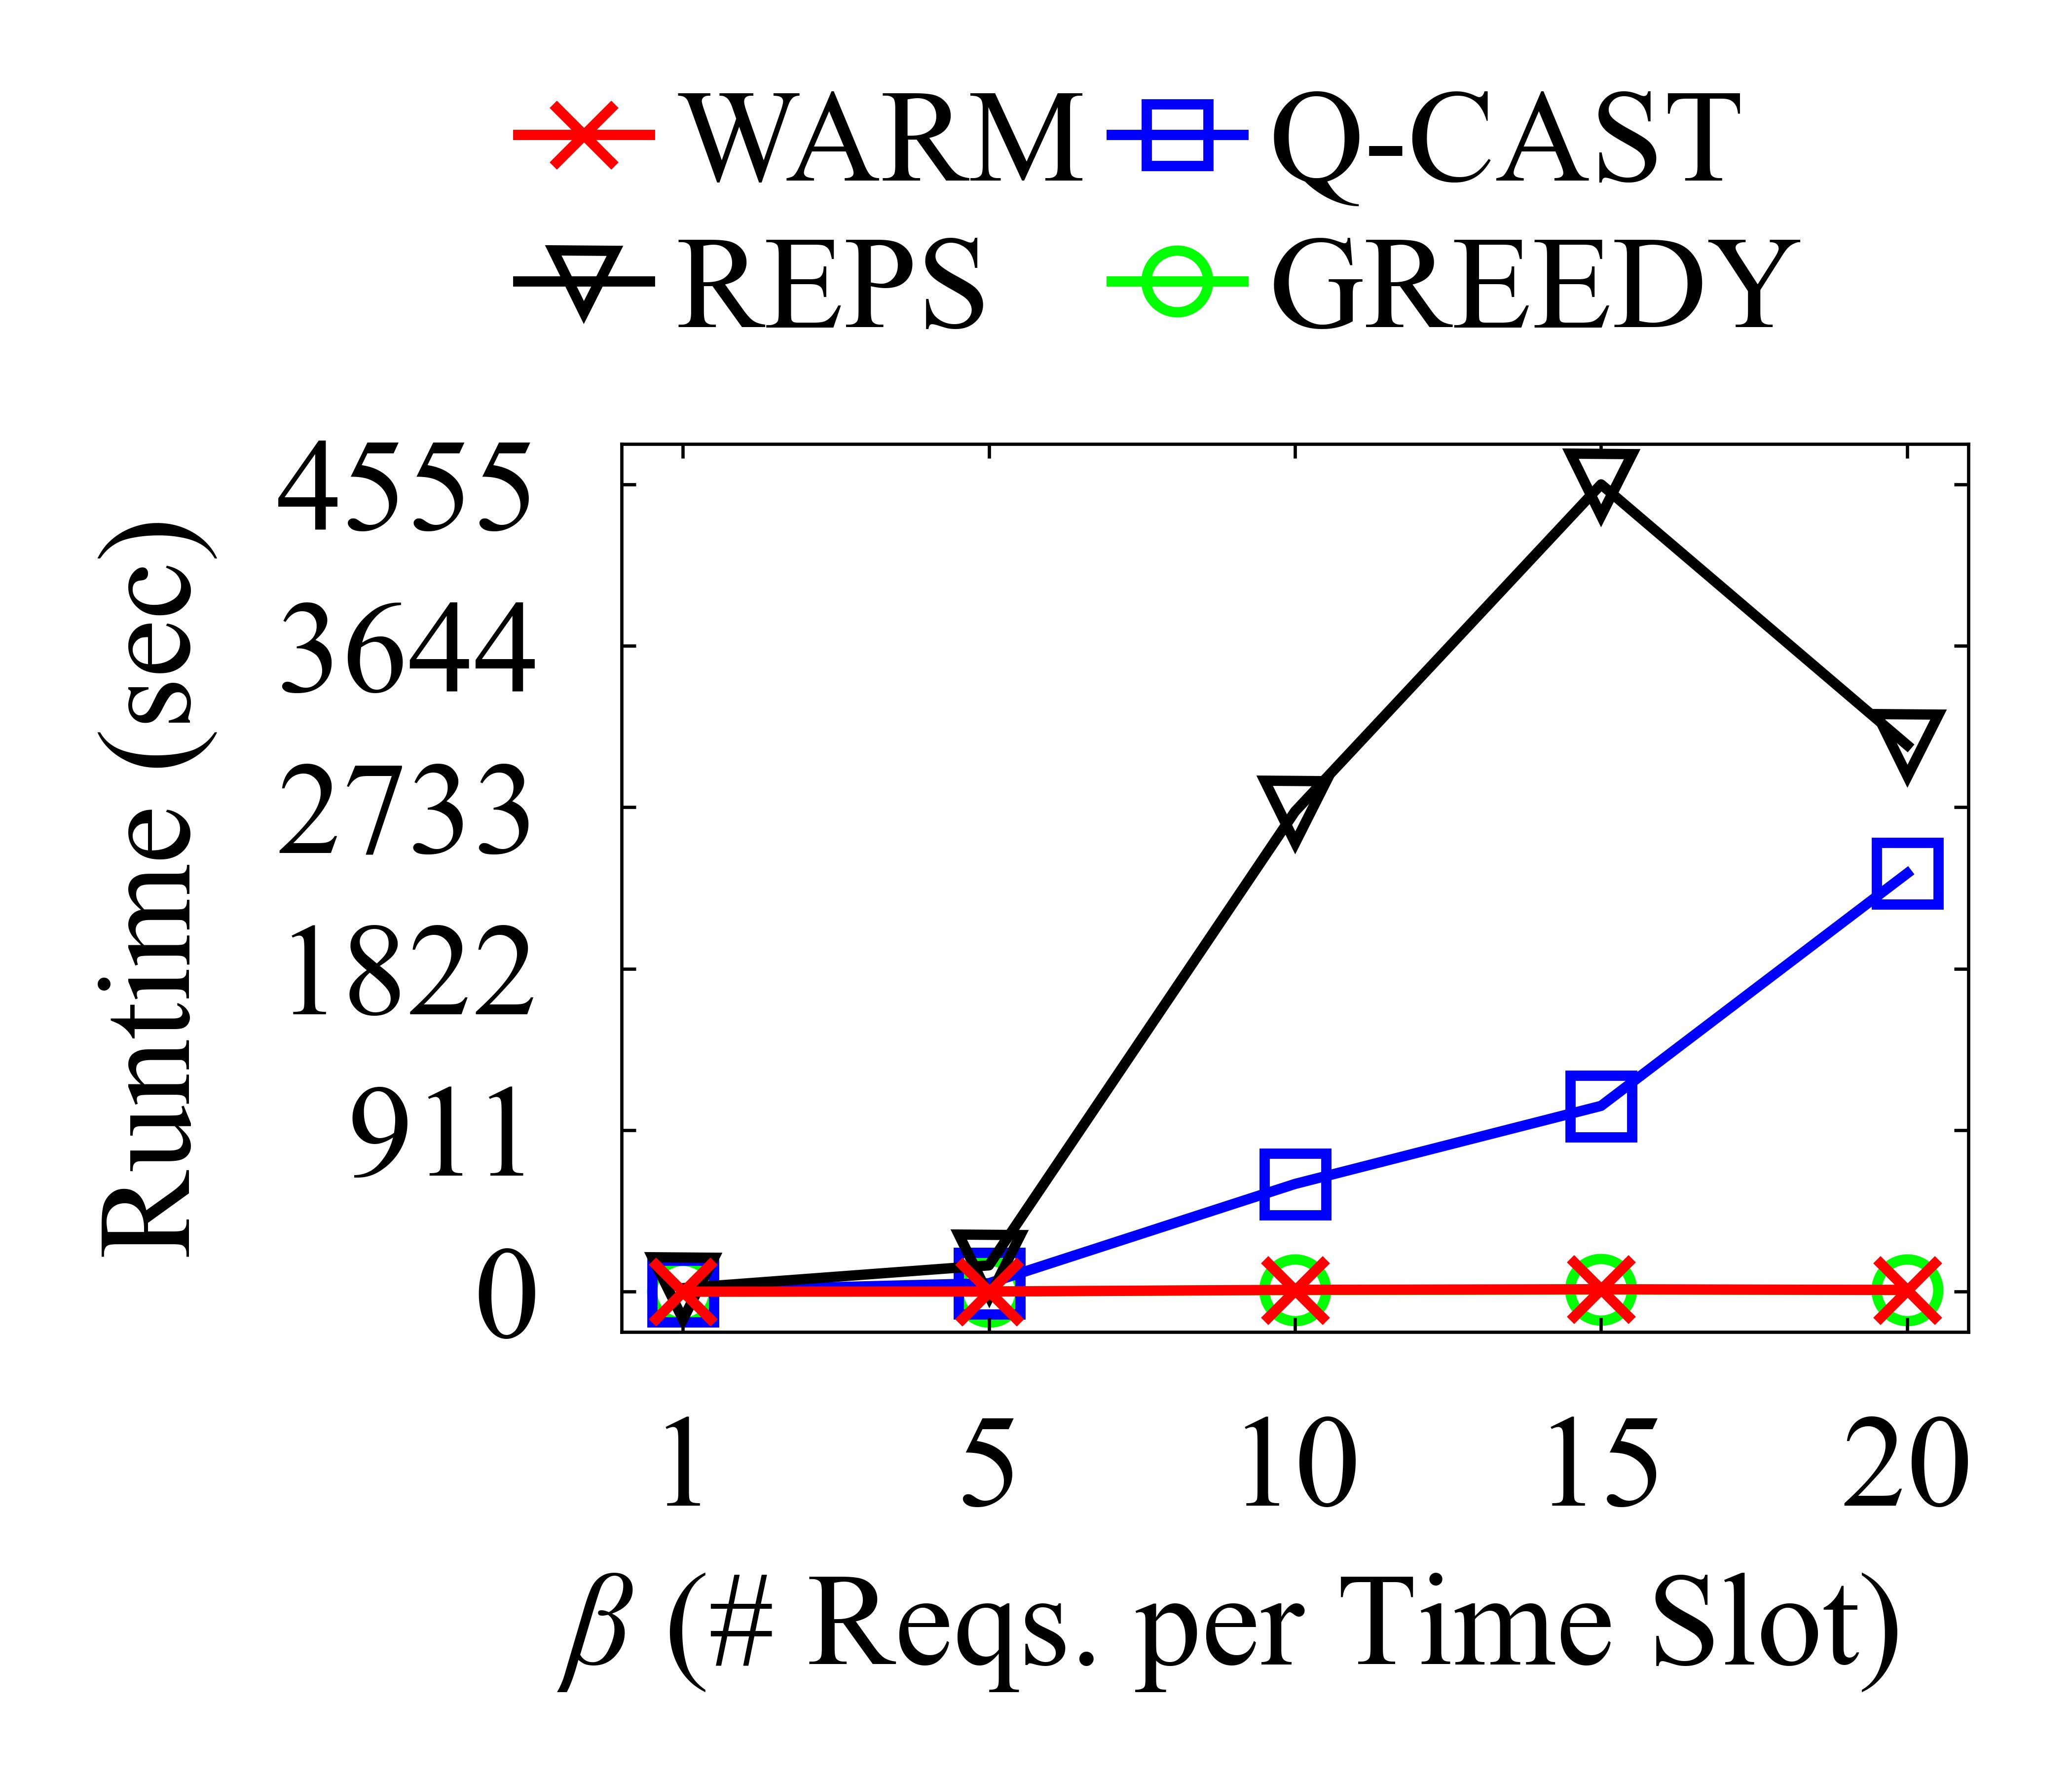 WARM Q-CAST
REPS GREEDY
Runtime (sec)
4555
3644
2733
1822
911
0
1 5 10 15 20
β (# Reqs. per Time Slot)